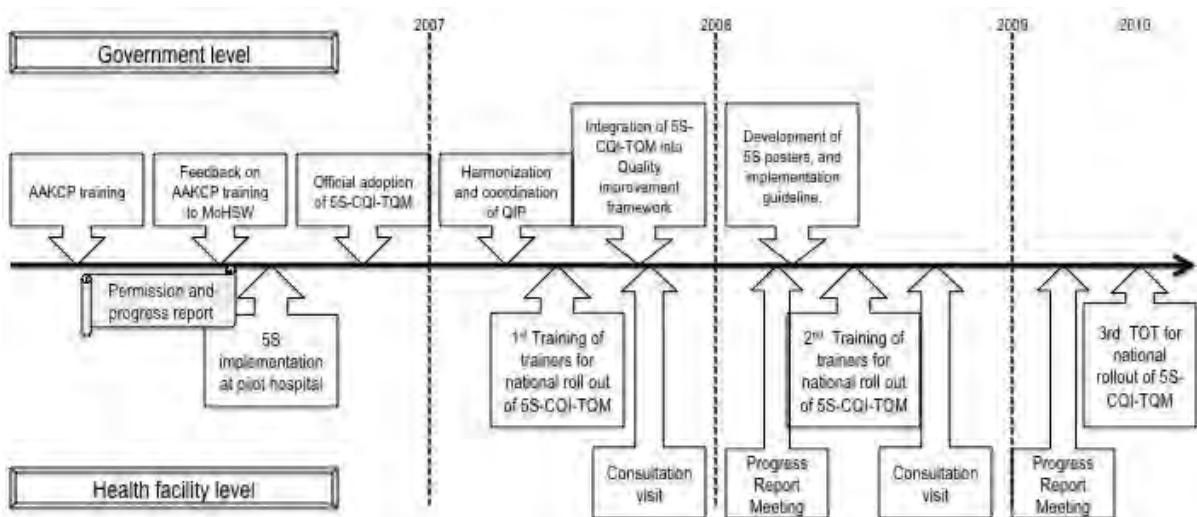 2007
2008
2009
2010
Government level
AAKCP training
Feedback on
AAKCP training
to MoHSW
Official adoption
of 5S-CQI-TQM
Harmonization
and coordination
of QIP
Integration of 5S-
CQI-TQM into
Quality
improvement
framework
Development of
5S posters, and
implementation
guideline.
Permission and
progress report
5S
implementation
at pilot hospital
1st Training of
trainers for
national roll out
of 5S-CQI-TQM
2nd Training of
trainers for
national roll out
of 5S-CQI-TQM
3rd TOT for
national
rollout of 5S-
CQI-TQM
Consultation
visit
Progress
Report
Meeting
Consultation
visit
Progress
Report
Meeting
Health facility level